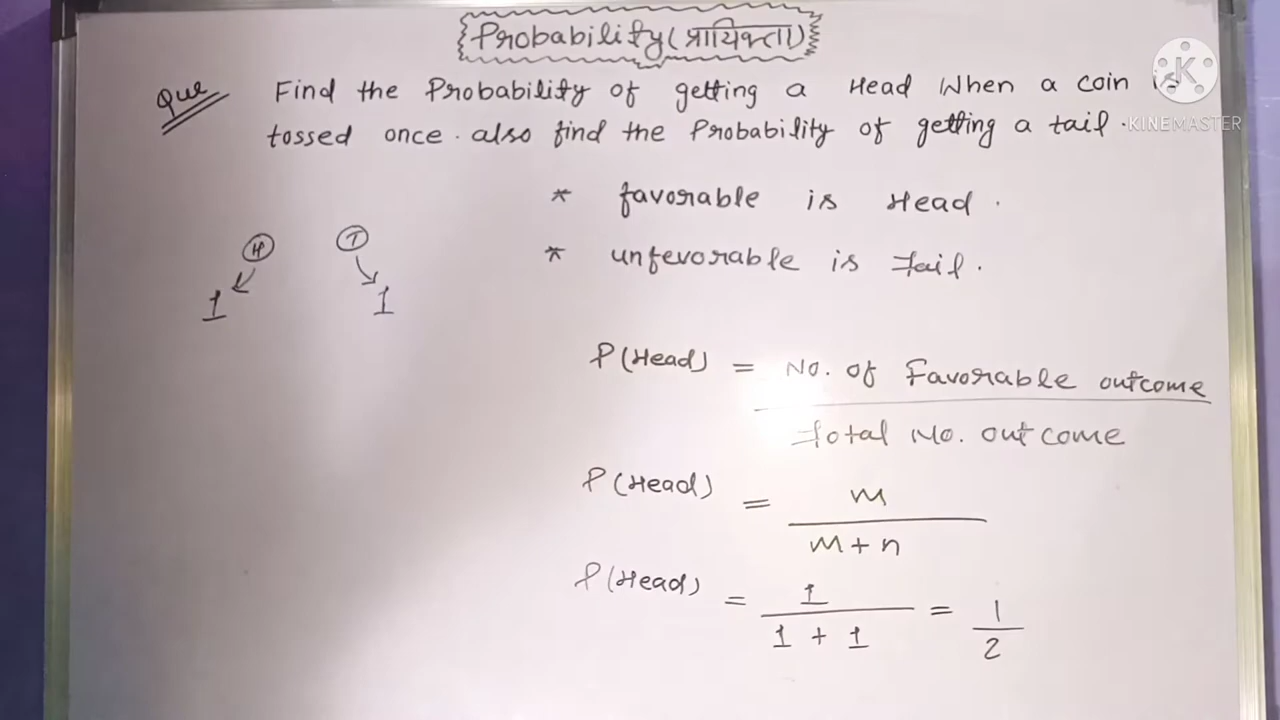 Probability (प्रायिकता)
Que Find the Probability of getting a Head When a coin is
tossed once. also find the Probability of getting a tail.
K
KINEMASTER
* favorable is Head.
* unfevorable is Tail.
H T
1 1
P(Head) = No. of Favorable outcome
Total No. outcome
P(Head) = m
m + n
P(Head) = 1 = 1
1 + 1 2